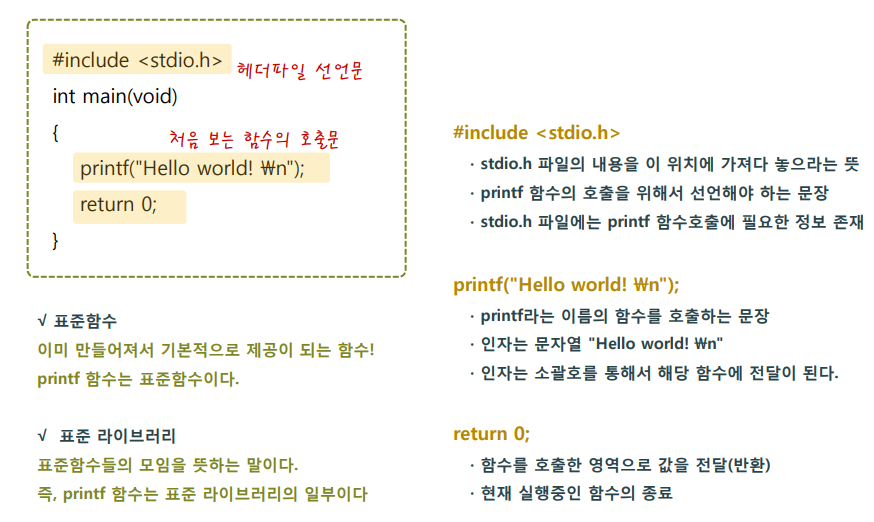 #include <stdio.h>
헤더파일 선언문
int main(void)
{
처음 보는 함수의 호출문
printf("Hello world! ₩n");
return 0;
}
√ 표준함수
이미 만들어져서 기본적으로 제공이 되는 함수!
printf 함수는 표준함수이다.
√ 표준 라이브러리
표준함수들의 모임을 뜻하는 말이다.
즉, printf 함수는 표준 라이브러리의 일부이다
#include <stdio.h>
· stdio.h 파일의 내용을 이 위치에 가져다 놓으라는 뜻
· printf 함수의 호출을 위해서 선언해야 하는 문장
· stdio.h 파일에는 printf 함수호출에 필요한 정보 존재
printf("Hello world! ₩n");
· printf라는 이름의 함수를 호출하는 문장
· 인자는 문자열 "Hello world! ₩n"
· 인자는 소괄호를 통해서 해당 함수에 전달이 된다.
return 0;
· 함수를 호출한 영역으로 값을 전달(반환)
· 현재 실행중인 함수의 종료